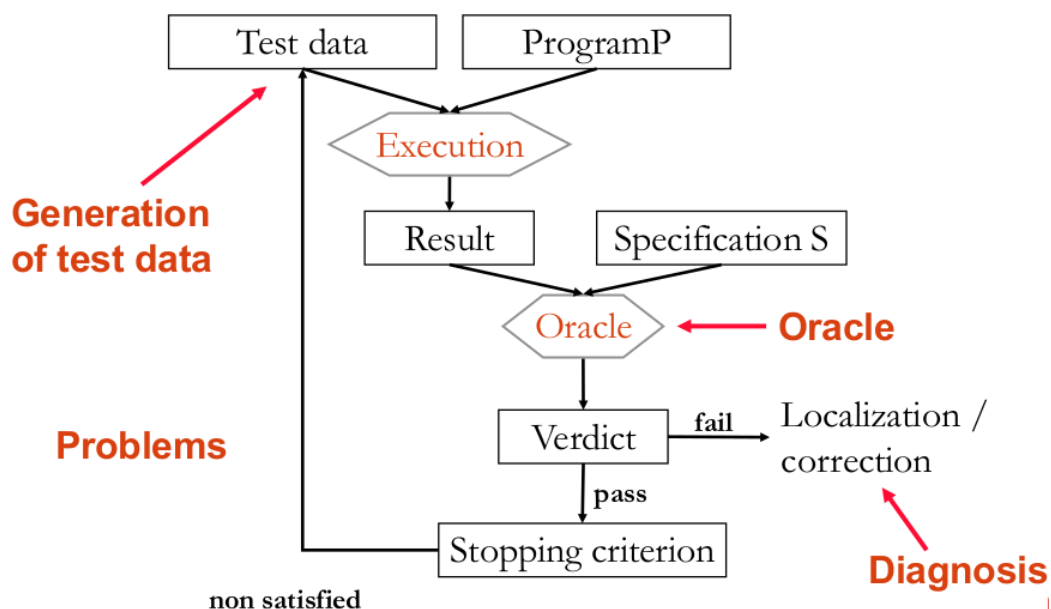 Test data
ProgramP
Execution
Generation
of test data
Result
Specification S
Oracle
Oracle
Problems
Verdict
fail
Localization /
correction
pass
Stopping criterion
Diagnosis
non satisfied